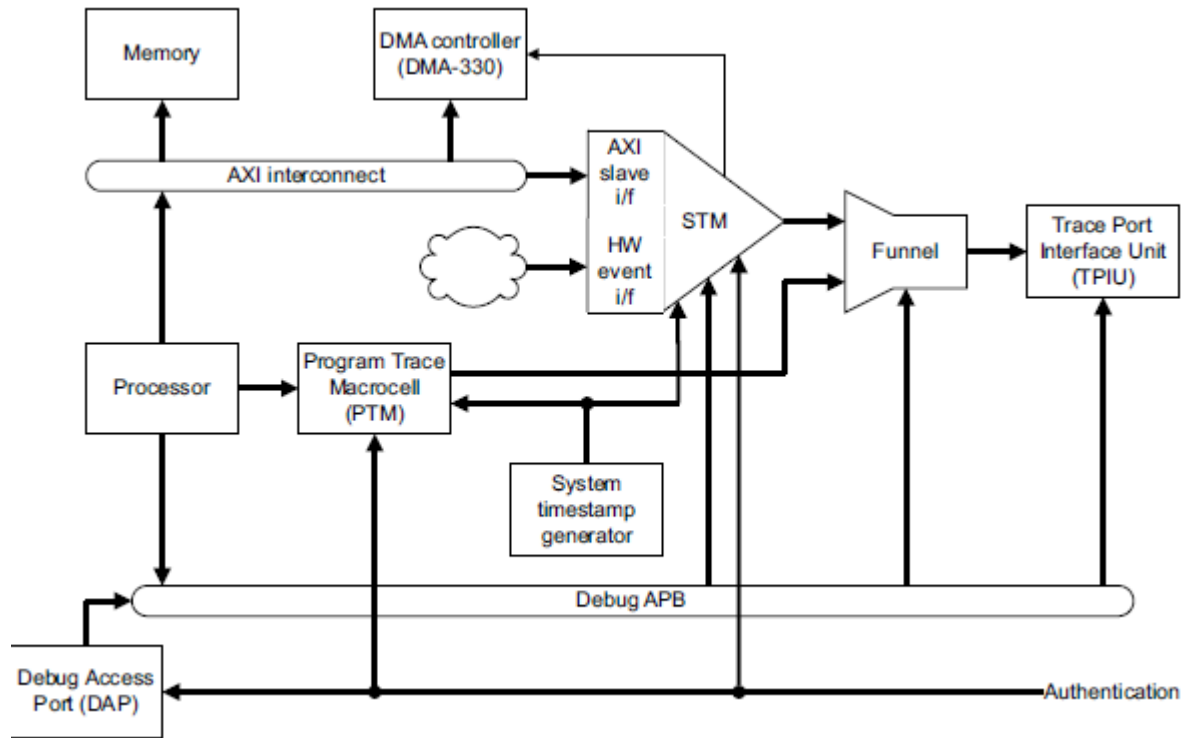 Memory
DMA controller
(DMA-330)
AXI interconnect
AXI
slave
i/f
STM
HW
event
i/f
Funnel
Trace Port
Interface Unit
(TPIU)
Processor
Program Trace
Macrocell
(PTM)
System
timestamp
generator
Debug APB
Debug Access
Port (DAP)
Authentication